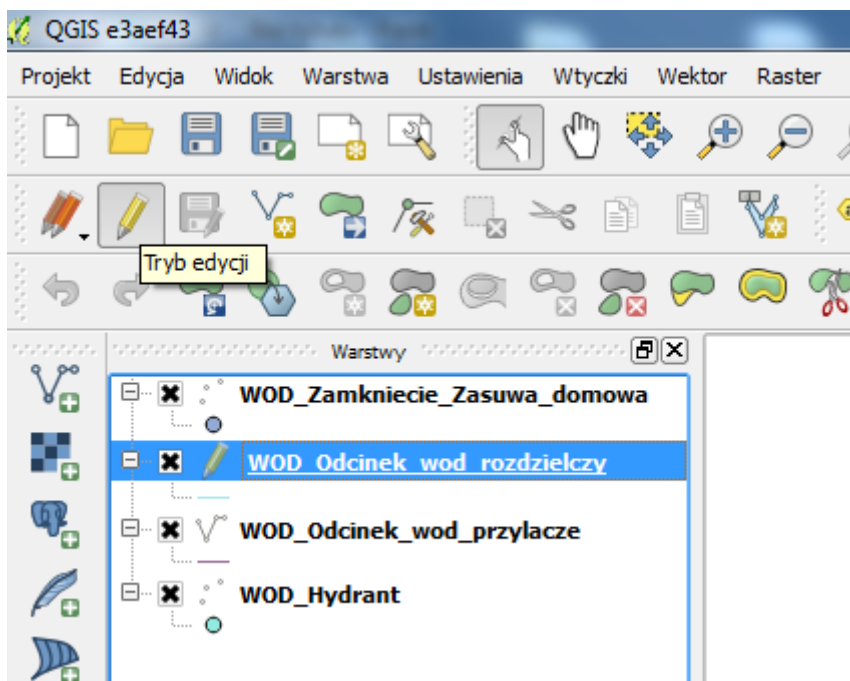 QGIS e3aef43
Projekt Edycja Widok Warstwa Ustawienia Wtyczki Wektor Raster
Tryb edycji
Warstwy
WOD_Zamkniecie_Zasuwa_domowa
WOD_Odcinek_wod_rozdzielczy
WOD_Odcinek_wod_przylacze
WOD_Hydrant